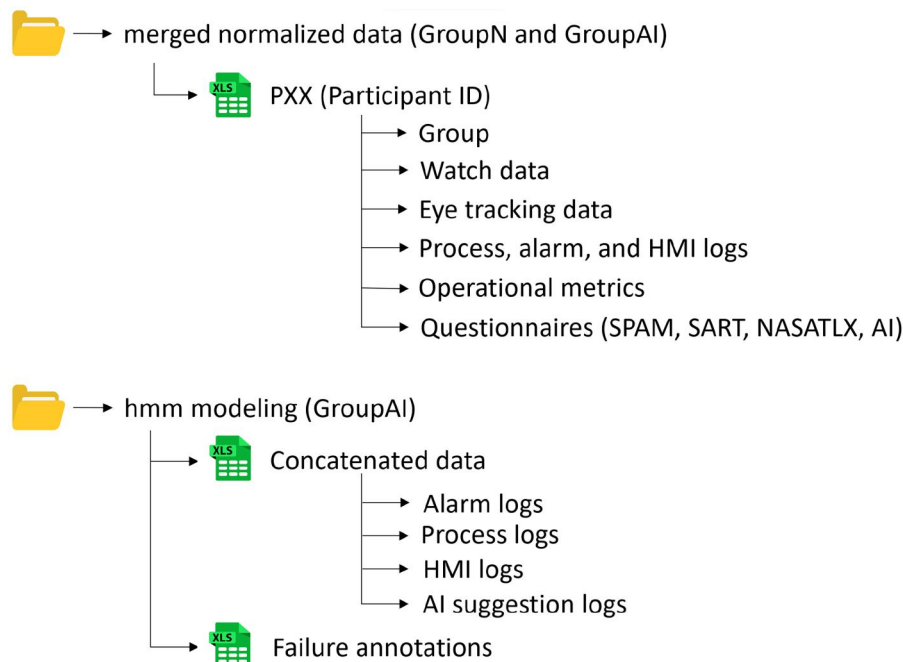 merged normalized data (GroupN and GroupAI)
XLS
PXX (Participant ID)
Group
Watch data
Eye tracking data
Process, alarm, and HMI logs
Operational metrics
Questionnaires (SPAM, SART, NASATLX, AI)
hmm modeling (GroupAI)
XLS
Concatenated data
Alarm logs
Process logs
HMI logs
AI suggestion logs
XLS
Failure annotations